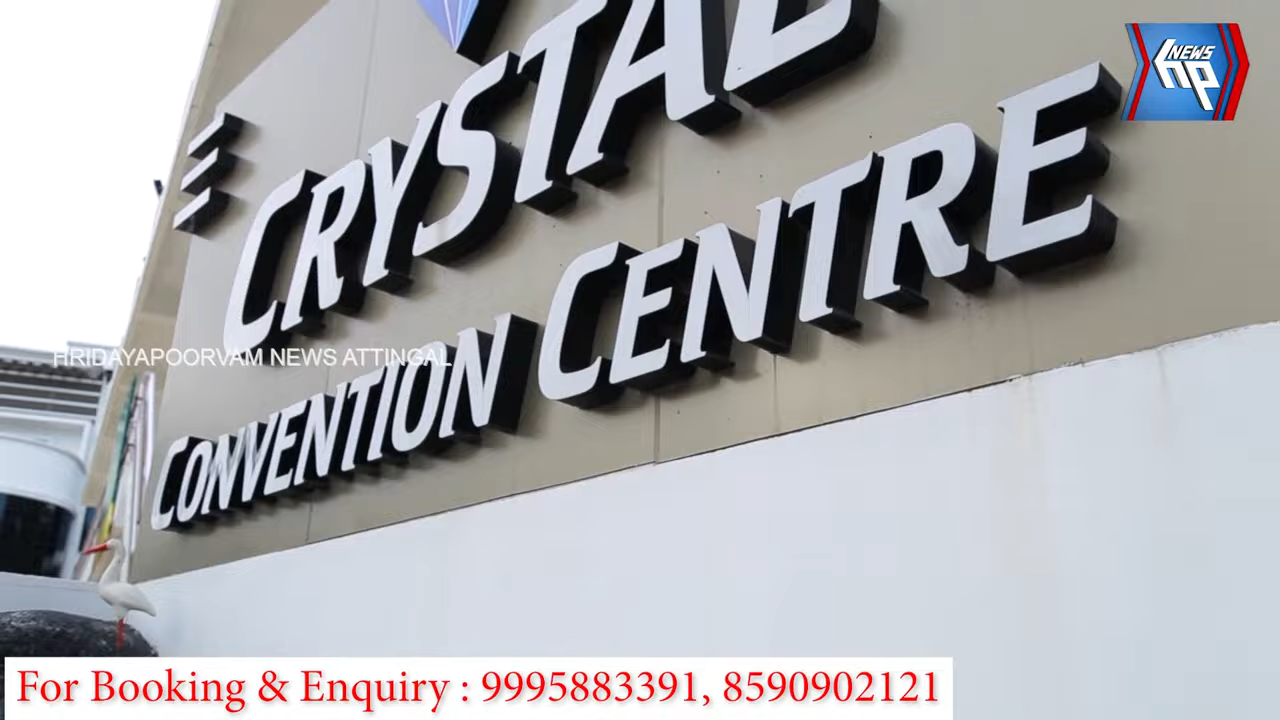 NEWS
hp
CRYSTAL
CONVENTION CENTRE
HRIDAYAPOORVAM NEWS ATTINGAL
For Booking & Enquiry : 9995883391, 8590902121